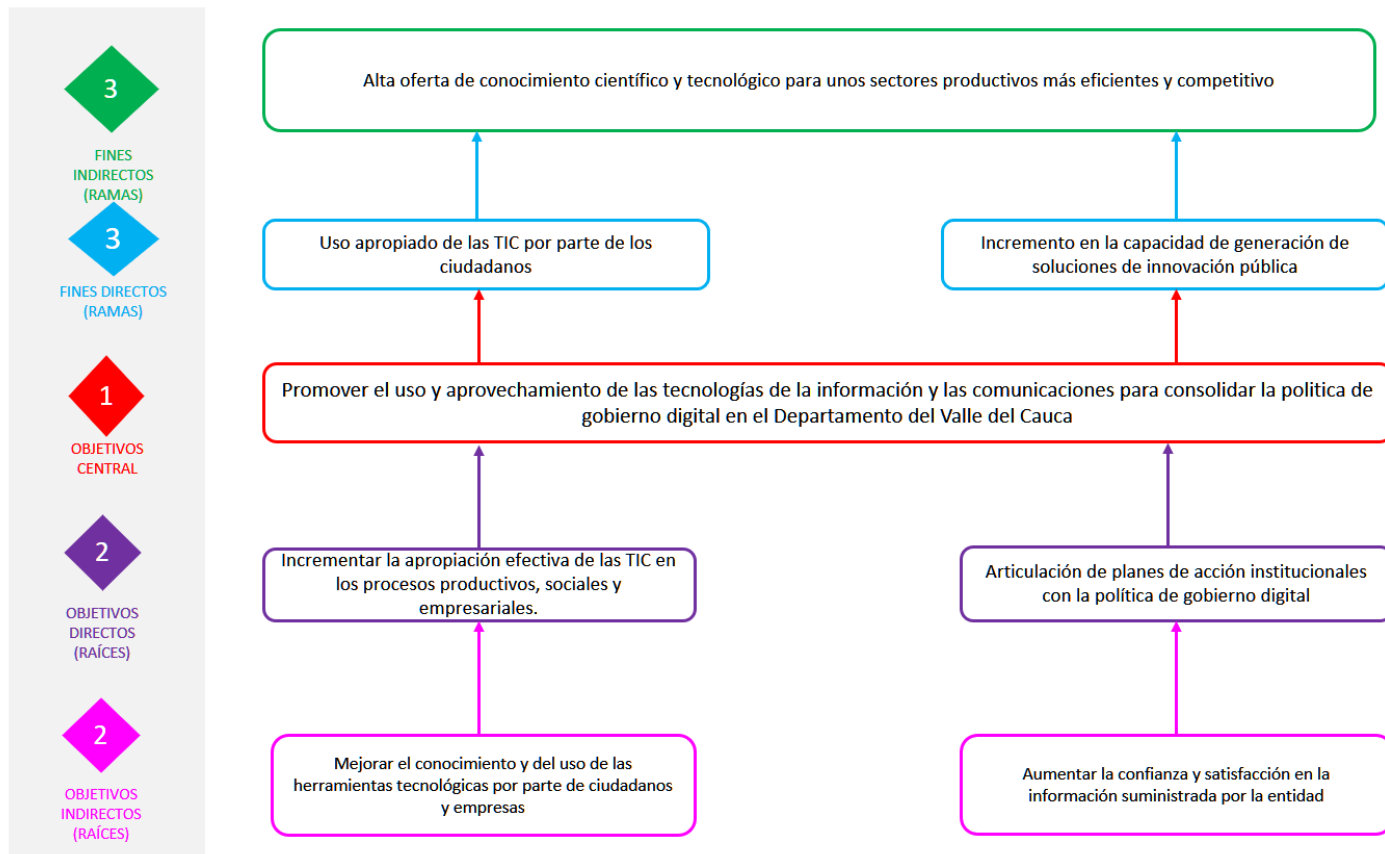 3
FINES
INDIRECTOS
(RAMAS)
Alta oferta de conocimiento científico y tecnológico para unos sectores productivos más eficientes y competitivo
3
FINES DIRECTOS
(RAMAS)
Uso apropiado de las TIC por parte de los
ciudadanos
Incremento en la capacidad de generación de
soluciones de innovación pública
1
OBJETIVOS
CENTRAL
Promover el uso y aprovechamiento de las tecnologías de la información y las comunicaciones para consolidar la politica de
gobierno digital en el Departamento del Valle del Cauca
2
OBJETIVOS
DIRECTOS
(RAÍCES)
Incrementar la apropiación efectiva de las TIC en
los procesos productivos, sociales y
empresariales.
Articulación de planes de acción institucionales
con la política de gobierno digital
2
OBJETIVOS
INDIRECTOS
(RAÍCES)
Mejorar el conocimiento y del uso de las
herramientas tecnológicas por parte de ciudadanos
y empresas
Aumentar la confianza y satisfacción en la
información suministrada por la entidad